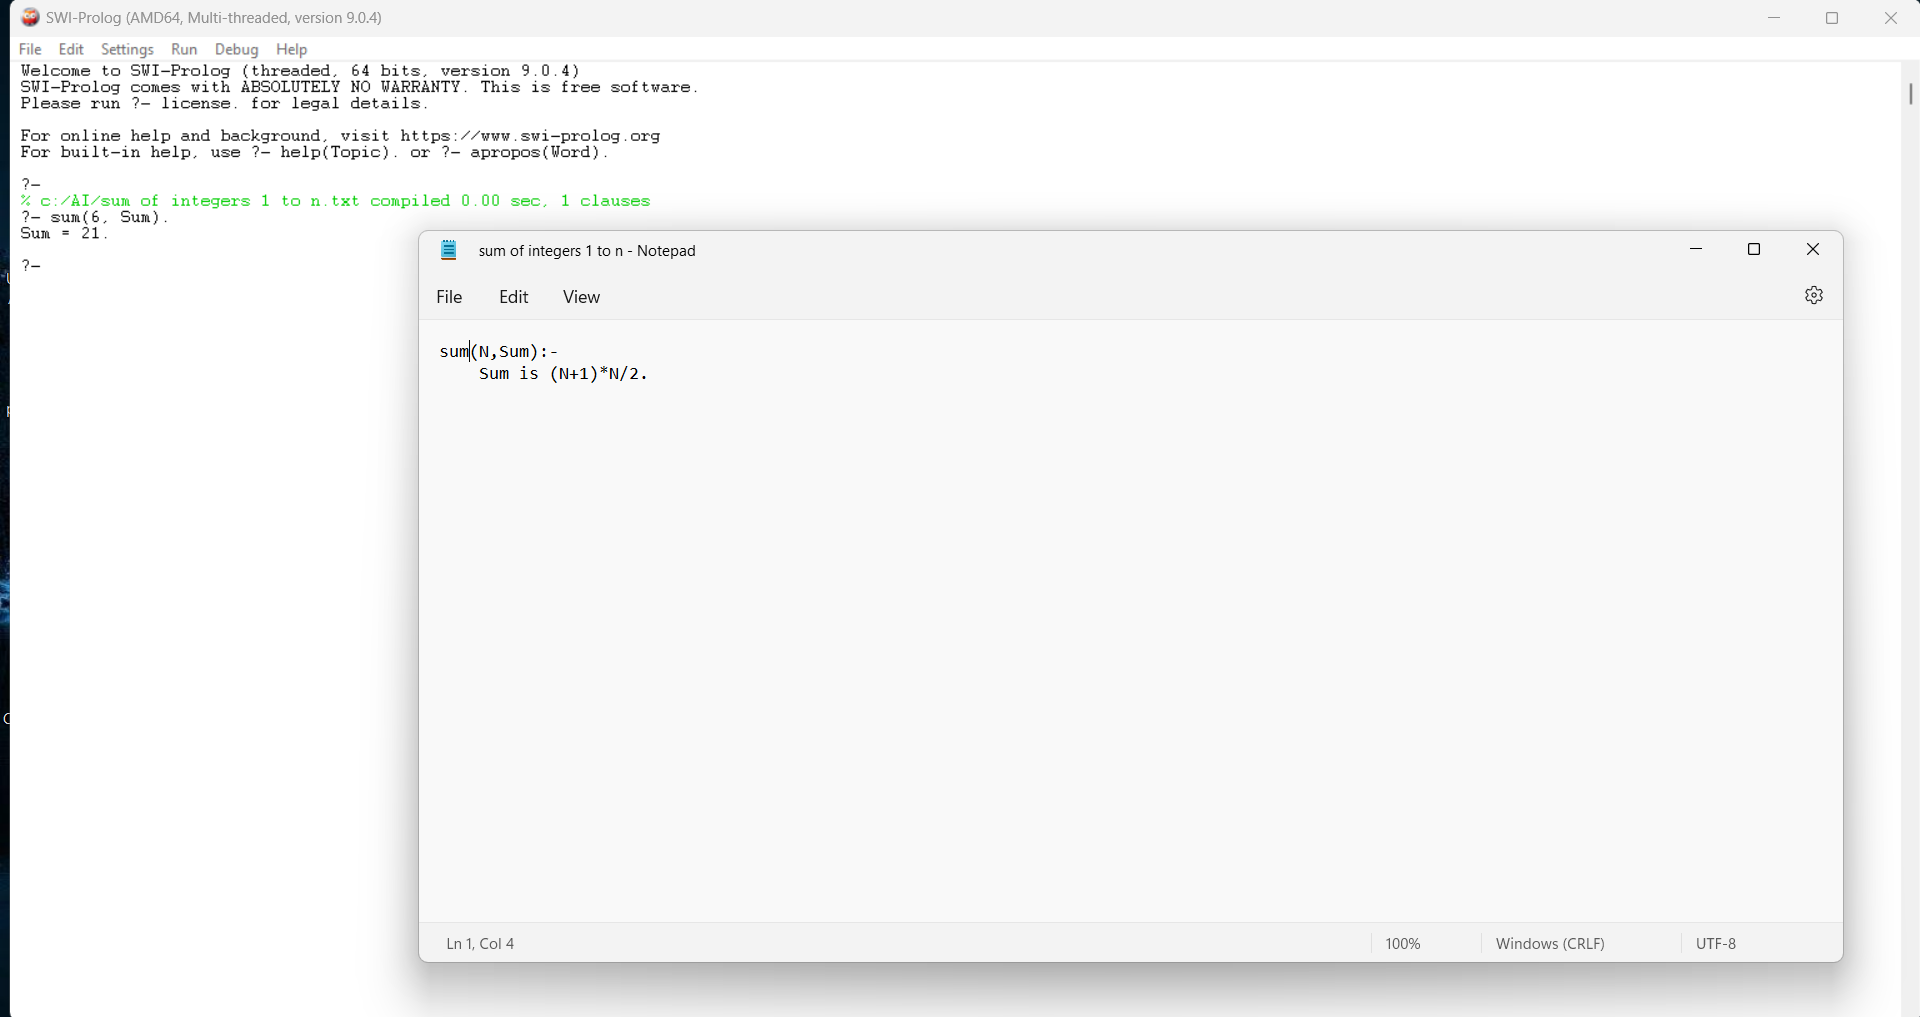 SWI-Prolog (AMD64, Multi-threaded, version 9.0.4)
File Edit Settings Run Debug Help
Welcome to SWI-Prolog (threaded, 64 bits, version 9.0.4)
SWI-Prolog comes with ABSOLUTELY NO WARRANTY. This is free software.
Please run ?- license. for legal details.
For online help and background, visit https://www.swi-prolog.org
For built-in help, use ?- help(Topic). or ?- apropos(Word).
?-
% c:/AI/sum of integers 1 to n.txt compiled 0.00 sec, 1 clauses
?- sum(6, Sum).
Sum = 21.
?-
sum of integers 1 to n - Notepad
File Edit View
sum(N,Sum):-
Sum is (N+1)*N/2.
Ln 1, Col 4 100% Windows (CRLF) UTF-8